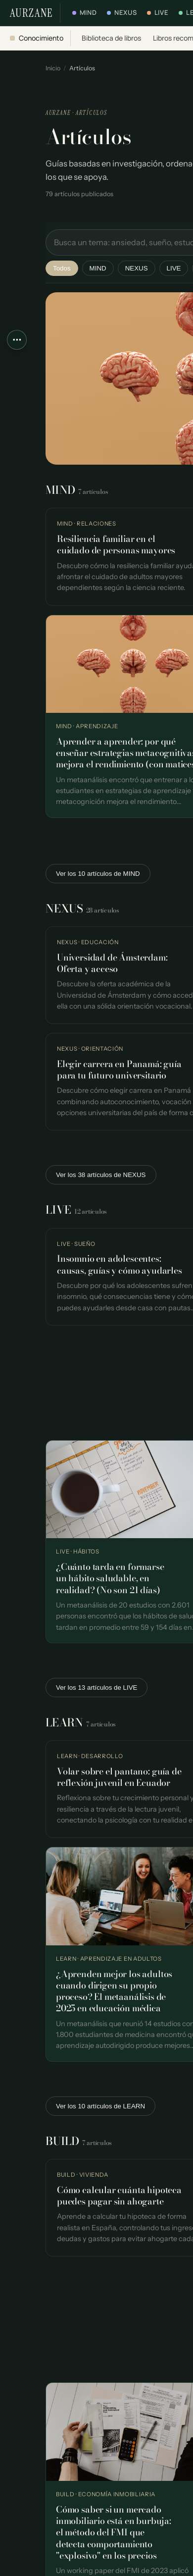 AURZANE MIND NEXUS LIVE
Conocimiento Biblioteca de libros Libros
Inicio / Artículos
AURZANE · ARTÍCULOS
Artículos
Guías basadas en investigación,
los que se apoya.
79 artículos publicados
Busca un tema: ansiedad, sueño,
Todos MIND NEXUS LIVE
MIND 7 artículos
MIND · RELACIONES
Resiliencia familiar en el
cuidado de personas mayores
Descubre cómo la resiliencia familiar
afrontar el cuidado de adultos mayores
dependientes según la ciencia reciente.
MIND · APRENDIZAJE
Aprender a aprender: por qué
enseñar estrategias
mejora el rendimiento (con matices)
Un metaanálisis encontró que entrenar a
estudiantes en estrategias de aprendizaje
metacognición mejora el rendimiento...
Ver los 10 artículos de MIND
NEXUS 28 artículos
NEXUS · EDUCACIÓN
Universidad de Ámsterdam:
Oferta y acceso
Descubre la oferta académica de la
Universidad de Ámsterdam y cómo
ella con una sólida orientación vocacional.
NEXUS · ORIENTACIÓN
Elegir carrera en Panamá: guía
para tu futuro universitario
Descubre cómo elegir carrera en Panamá
combinando autoconocimiento, vocación
opciones universitarias del país de forma
Ver los 38 artículos de NEXUS
LIVE 12 artículos
LIVE · SUEÑO
Insomnio en adolescentes:
causas, guías y cómo ayudarles
Descubre por qué los adolescentes sufren
insomnio, qué consecuencias tiene y cómo
puedes ayudarles desde casa con pautas...
LIVE · HÁBITOS
¿Cuánto tarda en formarse
un hábito saludable, en
realidad? (No son 21 días)
Un metaanálisis de 20 estudios con 2.601
personas encontró que los hábitos de
tardan en promedio entre 59 y 154 días en
Ver los 13 artículos de LIVE
LEARN 7 artículos
LEARN · DESARROLLO
Volar sobre el pantano: guía de
reflexión juvenil en Ecuador
Reflexiona sobre tu crecimiento personal y
resiliencia a través de la lectura juvenil,
conectando la psicología con tu realidad
LEARN · APRENDIZAJE EN ADULTOS
¿Aprenden mejor los adultos
cuando dirigen su propio
proceso? El metaanálisis de
2025 en educación médica
Un metaanálisis que reunió 14 estudios con
1.800 estudiantes de medicina encontró
aprendizaje autodirigido produce mejores...
Ver los 10 artículos de LEARN
BUILD 7 artículos
BUILD · VIVIENDA
Cómo calcular cuánta hipoteca
puedes pagar sin ahogarte
Aprende a calcular tu hipoteca de forma
realista en España, controlando tus
deudas y gastos para evitar ahogarte
BUILD · ECONOMÍA INMOBILIARIA
Cómo saber si un mercado
inmobiliario está en burbuja:
el método del FMI que
detecta comportamiento
"explosivo" en los precios
Un working paper del FMI de 2023 aplicó